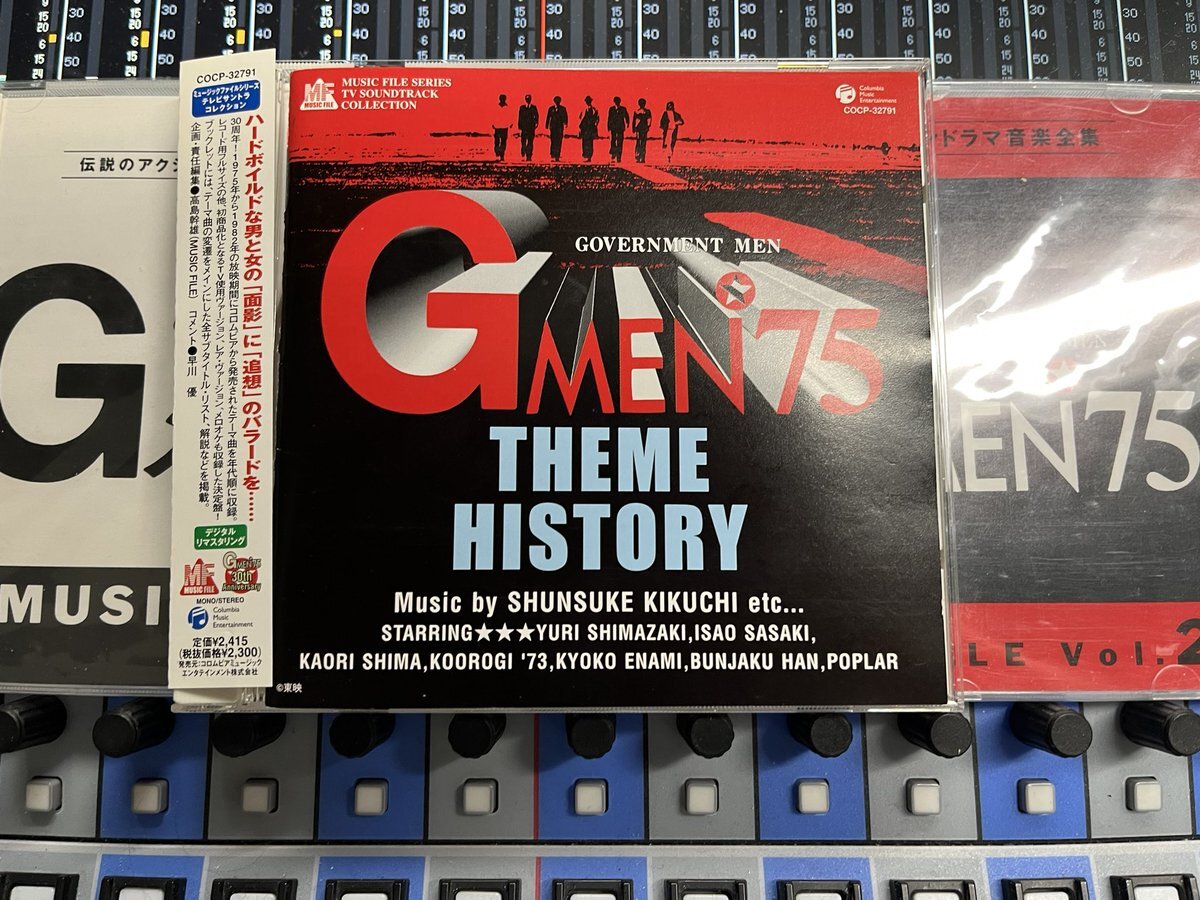 COCP-32791
ミュージックファイルシリーズ
テレビサントラ
コレクション
ハードボイルドな男と女の「面影」に「追想」のバラードを……
30周年！1975年から1982年の放映期間にコロムビアから発売されたテーマ曲を年代順に収録。
レコード用フルサイズの他、初商品化となるTV使用ヴァージョン、レア・ヴァージョン、メロオケも収録した決定盤！
ブックレットには、テーマ曲の変遷をメインにした全サブタイトル・リスト、解説などを掲載。
企画・責任編集●高島幹雄(MUSIC FILE) コメント●早川 優
デジタル
リマスタリング
MF
MUSIC FILE
G MEN'75
30th
Anniversary
MONO/STEREO
Columbia
Music
Entertainment
定価¥2,415
(税抜価格¥2,300)
発売元:コロムビアミュージック
エンタテインメント株式会社
MF
MUSIC FILE
MUSIC FILE SERIES
TV SOUNDTRACK
COLLECTION
Columbia
Music
Entertainment
COCP-32791
GOVERNMENT MEN
G MEN'75
THEME
HISTORY
Music by SHUNSUKE KIKUCHI etc...
STARRING★★★YURI SHIMAZAKI,ISAO SASAKI,
KAORI SHIMA,KOOROGI '73,KYOKO ENAMI,BUNJAKU HAN,POPLAR
©東映
伝説のアクシ
G
MUSI
ンドラマ音楽全集
MEN'75
LE Vol.2